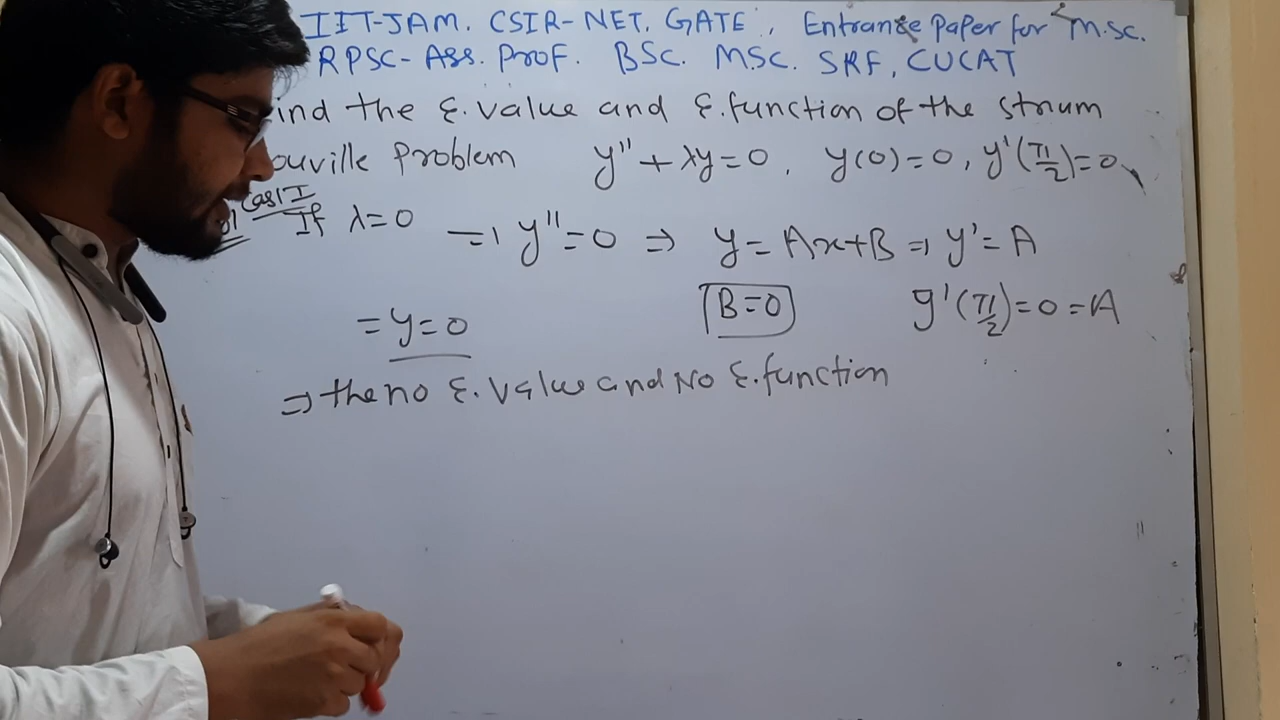 IIT-JAM. CSIR-NET. GATE, Entrance Paper for M.sc.
RPSC-Ass. Prof. BSC. MSC. SRF, CUCAT
ind the E.value and E.function of the strium
ouville Problem y'' + λy = 0, y(0) = 0, y'(π/2) = 0
Cas I
If λ = 0 ⇒ y'' = 0 ⇒ y = Ax + B ⇒ y' = A
= y = 0 B = 0 y'(π/2) = 0 = A
⇒ the no E. value and No E. function